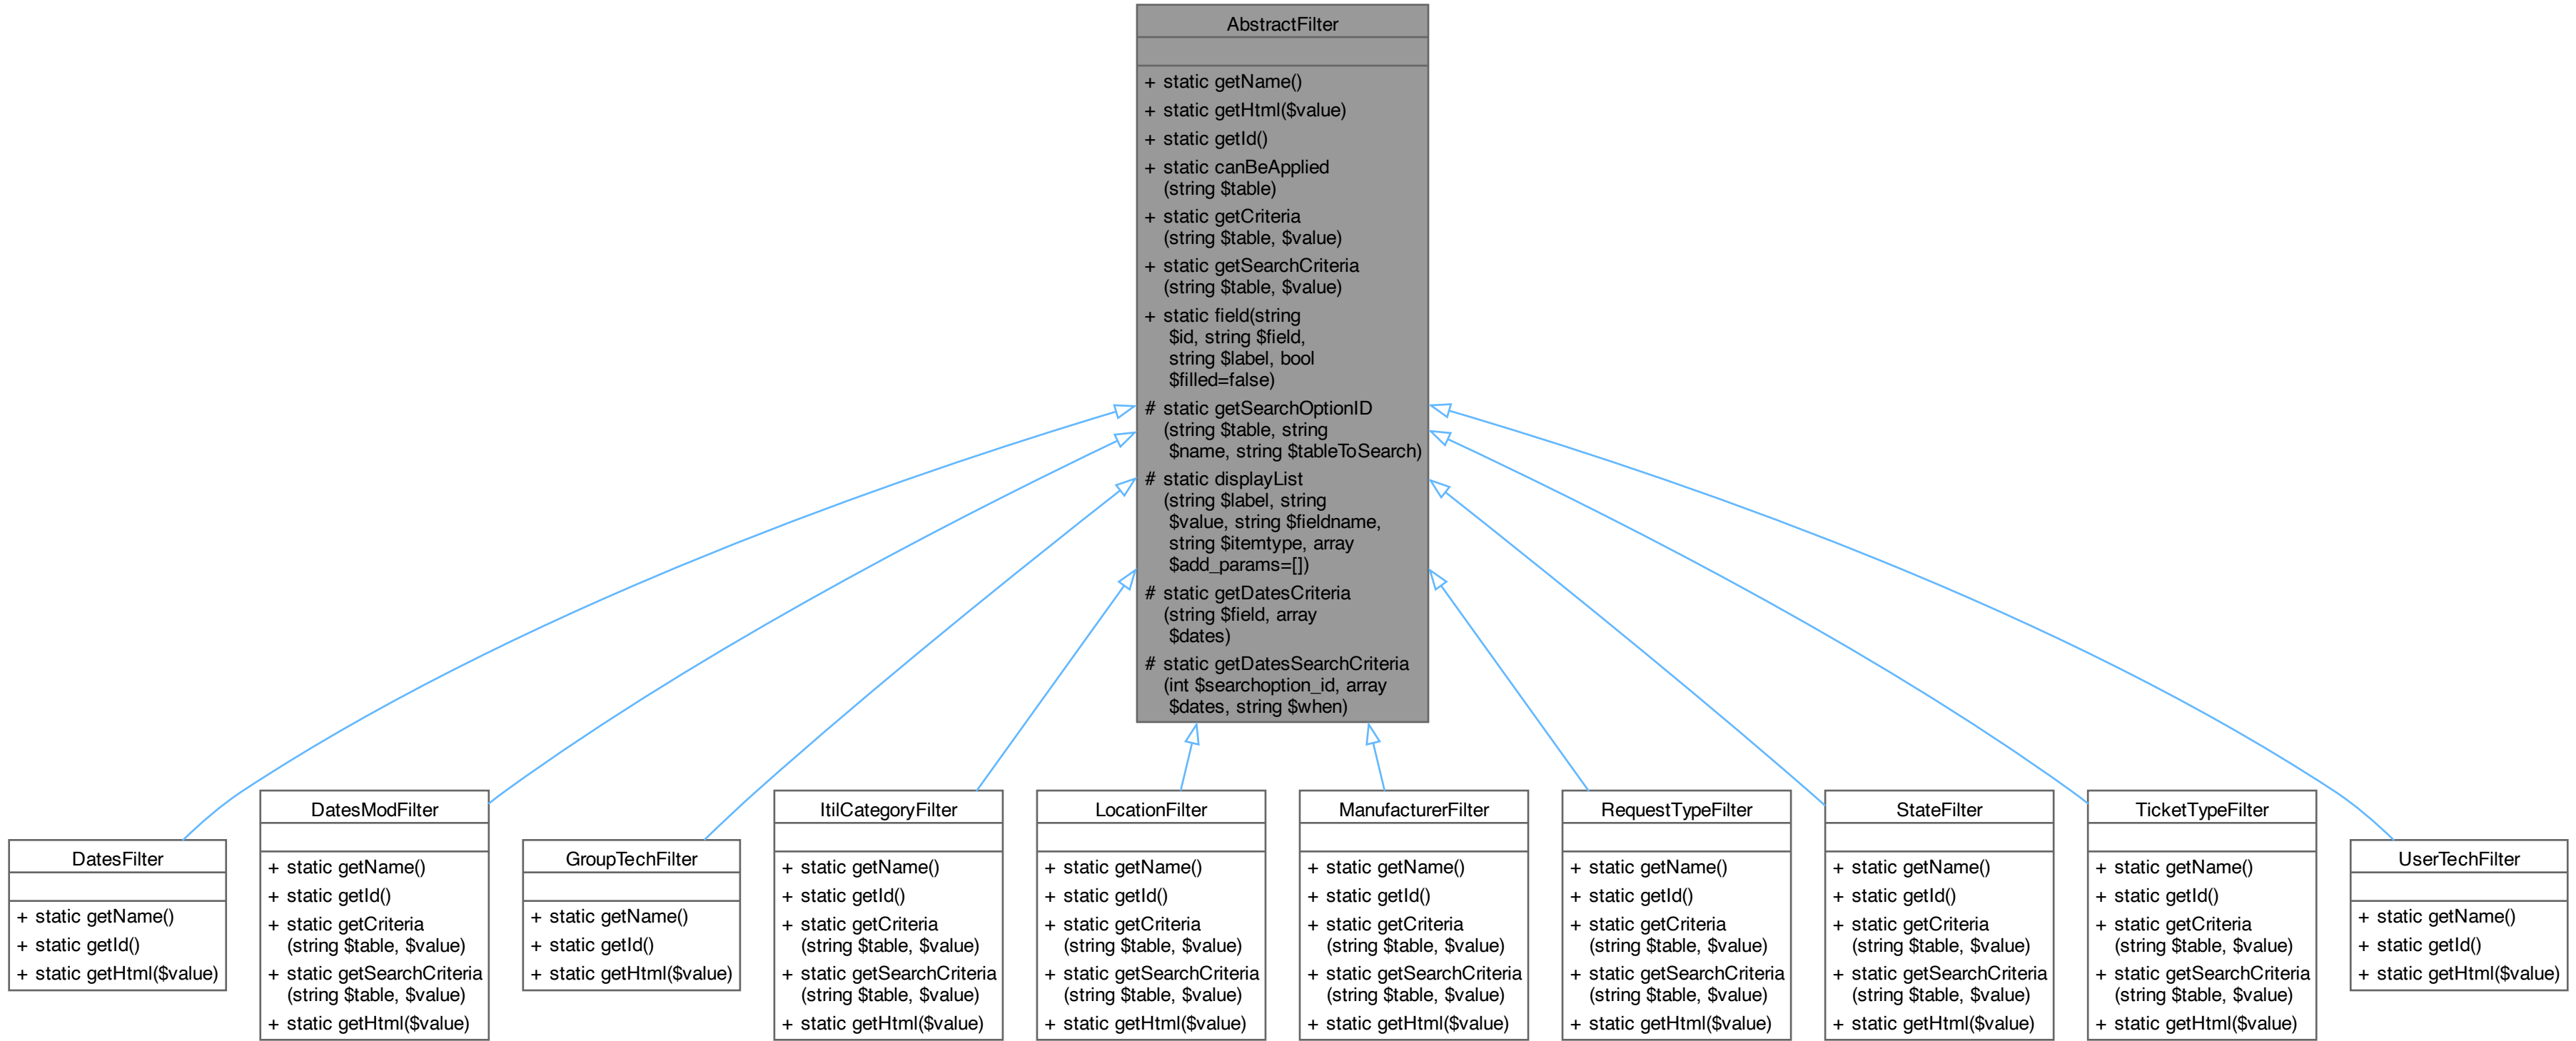 AbstractFilter
+ static getName()
+ static getHtml($value)
+ static getId()
+ static canBeApplied
(string $table)
+ static getCriteria
(string $table, $value)
+ static getSearchCriteria
(string $table, $value)
+ static field(string
$id, string $field,
string $label, bool
$filled=false)
# static getSearchOptionID
(string $table, string
$name, string $tableToSearch)
# static displayList
(string $label, string
$value, string $fieldname,
string $itemtype, array
$add_params=[])
# static getDatesCriteria
(string $field, array
$dates)
# static getDatesSearchCriteria
(int $searchoption_id, array
$dates, string $when)
DatesFilter
+ static getName()
+ static getId()
+ static getHtml($value)
DatesModFilter
+ static getName()
+ static getId()
+ static getCriteria
(string $table, $value)
+ static getSearchCriteria
(string $table, $value)
+ static getHtml($value)
GroupTechFilter
+ static getName()
+ static getId()
+ static getHtml($value)
ItilCategoryFilter
+ static getName()
+ static getId()
+ static getCriteria
(string $table, $value)
+ static getSearchCriteria
(string $table, $value)
+ static getHtml($value)
LocationFilter
+ static getName()
+ static getId()
+ static getCriteria
(string $table, $value)
+ static getSearchCriteria
(string $table, $value)
+ static getHtml($value)
ManufacturerFilter
+ static getName()
+ static getId()
+ static getCriteria
(string $table, $value)
+ static getSearchCriteria
(string $table, $value)
+ static getHtml($value)
RequestTypeFilter
+ static getName()
+ static getId()
+ static getCriteria
(string $table, $value)
+ static getSearchCriteria
(string $table, $value)
+ static getHtml($value)
StateFilter
+ static getName()
+ static getId()
+ static getCriteria
(string $table, $value)
+ static getSearchCriteria
(string $table, $value)
+ static getHtml($value)
TicketTypeFilter
+ static getName()
+ static getId()
+ static getCriteria
(string $table, $value)
+ static getSearchCriteria
(string $table, $value)
+ static getHtml($value)
UserTechFilter
+ static getName()
+ static getId()
+ static getHtml($value)